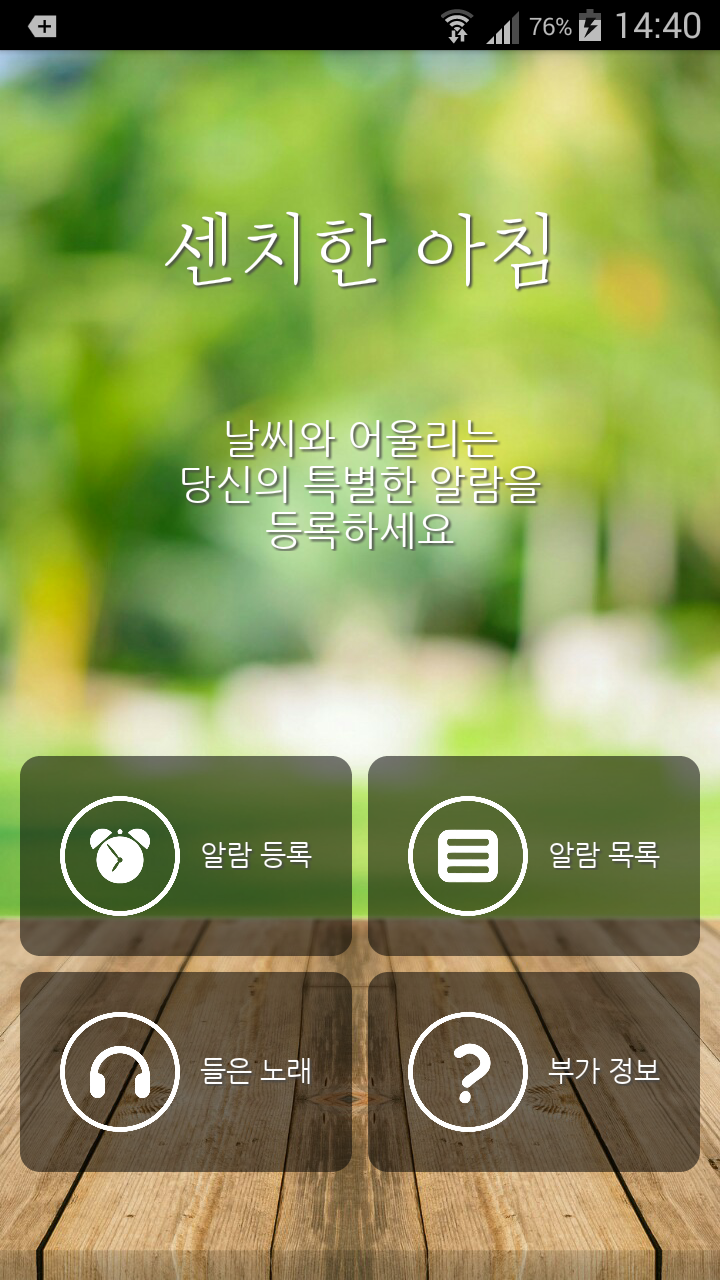 76% 14:40
센치한 아침
날씨와 어울리는
당신의 특별한 알람을
등록하세요
알람 등록
알람 목록
들은 노래
부가 정보